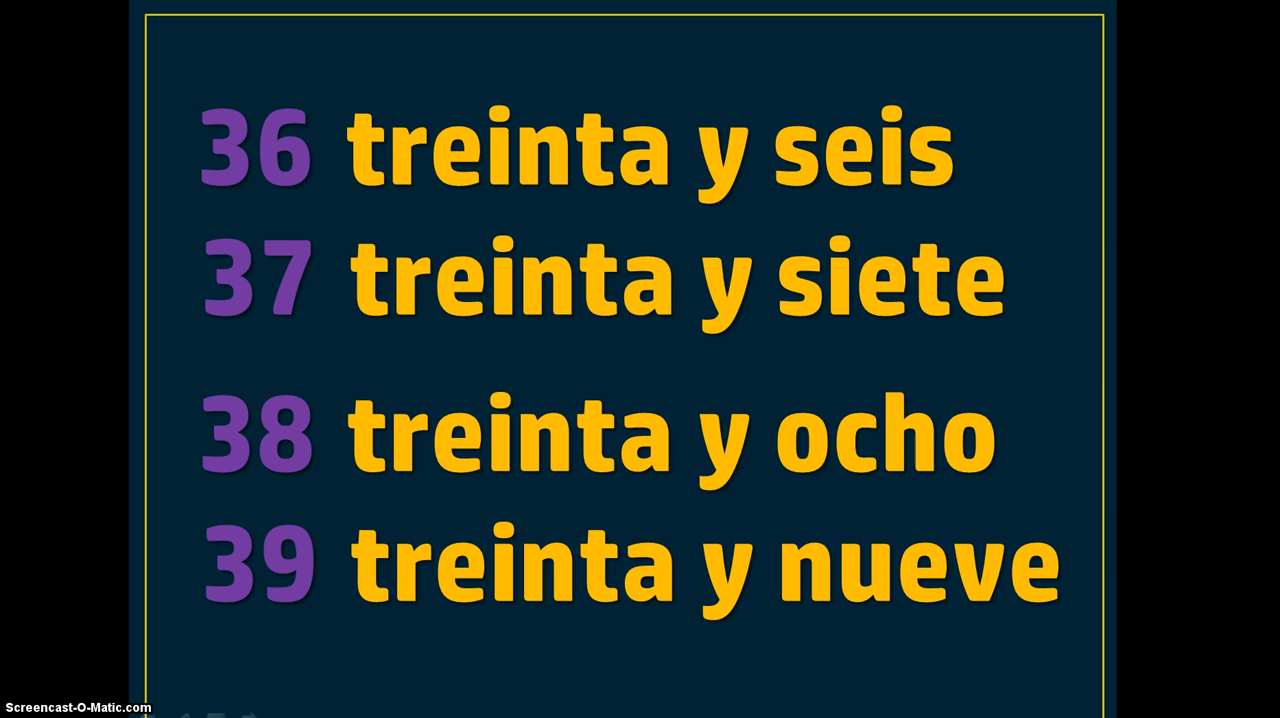 36 treinta y seis
37 treinta y siete
38 treinta y ocho
39 treinta y nueve
Screencast-O-Matic.com